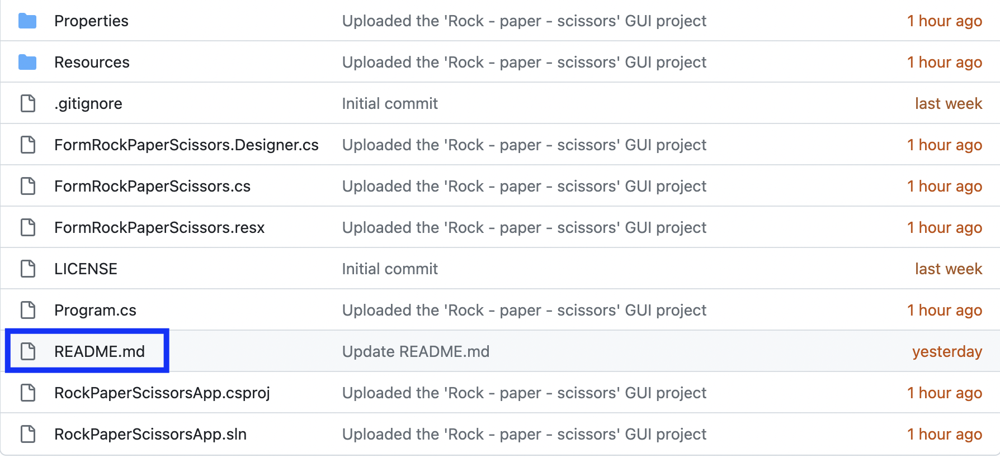 Properties Uploaded the 'Rock - paper - scissors' GUI project 1 hour ago
Resources Uploaded the 'Rock - paper - scissors' GUI project 1 hour ago
.gitignore Initial commit last week
FormRockPaperScissors.Designer.cs Uploaded the 'Rock - paper - scissors' GUI project 1 hour ago
FormRockPaperScissors.cs Uploaded the 'Rock - paper - scissors' GUI project 1 hour ago
FormRockPaperScissors.resx Uploaded the 'Rock - paper - scissors' GUI project 1 hour ago
LICENSE Initial commit last week
Program.cs Uploaded the 'Rock - paper - scissors' GUI project 1 hour ago
README.md Update README.md yesterday
RockPaperScissorsApp.csproj Uploaded the 'Rock - paper - scissors' GUI project 1 hour ago
RockPaperScissorsApp.sln Uploaded the 'Rock - paper - scissors' GUI project 1 hour ago